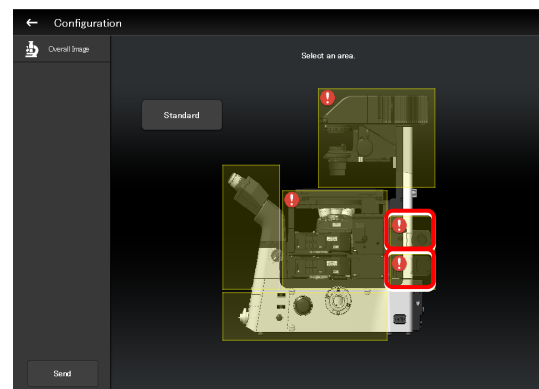 Configuration
Overall Image
Select an area.
Standard
Send